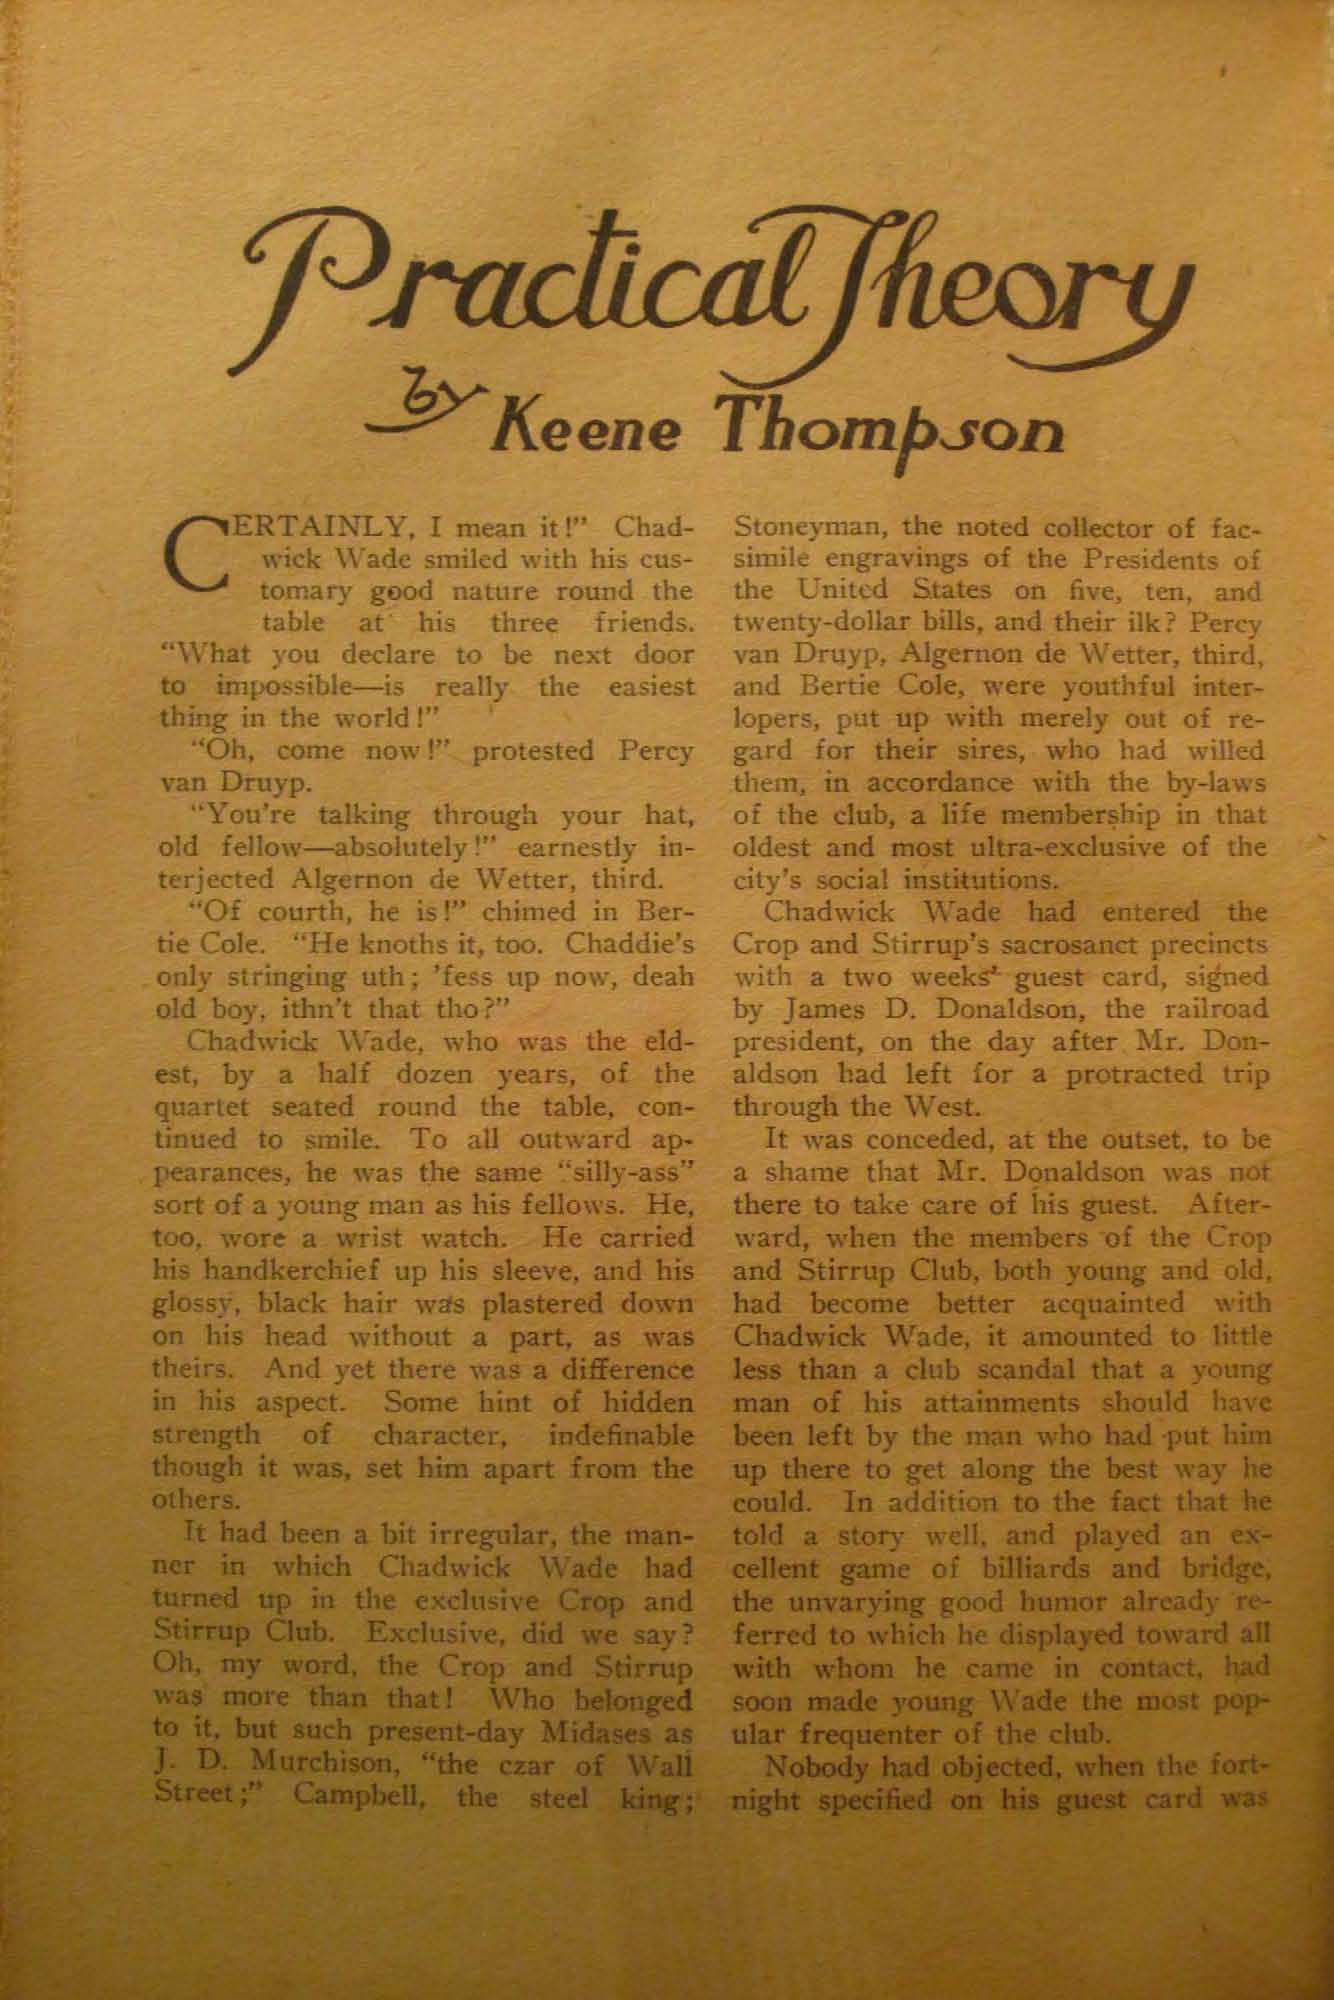 Practical Theory
by Keene Thompson
CERTAINLY, I mean it!” Chad-
wick Wade smiled with his cus-
tomary good nature round the
table at his three friends.
“What you declare to be next door
to impossible—is really the easiest
thing in the world!”
“Oh, come now!” protested Percy
van Druyp.
“You're talking through your hat,
old fellow—absolutely!” earnestly in-
terjected Algernon de Wetter, third.
“Of courth, he is!” chimed in Ber-
tie Cole. “He knoths it, too. Chaddie's
only stringing uth; 'fess up now, deah
old boy, ithn't that tho?”
Chadwick Wade, who was the eld-
est, by a half dozen years, of the
quartet seated round the table, con-
tinued to smile. To all outward ap-
pearances, he was the same “silly-ass”
sort of a young man as his fellows. He,
too, wore a wrist watch. He carried
his handkerchief up his sleeve, and his
glossy, black hair was plastered down
on his head without a part, as was
theirs. And yet there was a difference
in his aspect. Some hint of hidden
strength of character, indefinable
though it was, set him apart from the
others.
It had been a bit irregular, the man-
ner in which Chadwick Wade had
turned up in the exclusive Crop and
Stirrup Club. Exclusive, did we say?
Oh, my word, the Crop and Stirrup
was more than that! Who belonged
to it, but such present-day Midases as
J. D. Murchison, “the czar of Wall
Street;” Campbell, the steel king;
Stoneyman, the noted collector of fac-
simile engravings of the Presidents of
the United States on five, ten, and
twenty-dollar bills, and their ilk? Percy
van Druyp, Algernon de Wetter, third,
and Bertie Cole, were youthful inter-
lopers, put up with merely out of re-
gard for their sires, who had willed
them, in accordance with the by-laws
of the club, a life membership in that
oldest and most ultra-exclusive of the
city's social institutions.
Chadwick Wade had entered the
Crop and Stirrup's sacrosanct precincts
with a two weeks' guest card, signed
by James D. Donaldson, the railroad
president, on the day after Mr. Don-
aldson had left for a protracted trip
through the West.
It was conceded, at the outset, to be
a shame that Mr. Donaldson was not
there to take care of his guest. After-
ward, when the members of the Crop
and Stirrup Club, both young and old,
had become better acquainted with
Chadwick Wade, it amounted to little
less than a club scandal that a young
man of his attainments should have
been left by the man who had put him
up there to get along the best way he
could. In addition to the fact that he
told a story well, and played an ex-
cellent game of billiards and bridge,
the unvarying good humor already re-
ferred to which he displayed toward all
with whom he came in contact, had
soon made young Wade the most pop-
ular frequenter of the club.
Nobody had objected, when the fort-
night specified on his guest card was